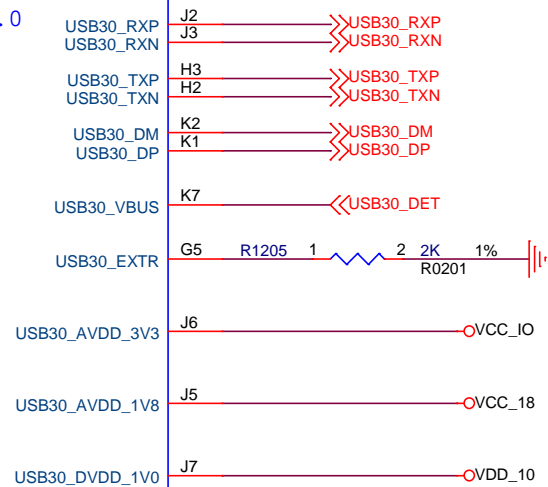 .0
USB30_RXP J2 USB30_RXP
USB30_RXN J3 USB30_RXN
USB30_TXP H3 USB30_TXP
USB30_TXN H2 USB30_TXN
USB30_DM K2 USB30_DM
USB30_DP K1 USB30_DP
USB30_VBUS K7 USB30_DET
USB30_EXTR G5 R1205 1 2 2K 1%
R0201
USB30_AVDD_3V3 J6 VCC_IO
USB30_AVDD_1V8 J5 VCC_18
USB30_DVDD_1V0 J7 VDD_10